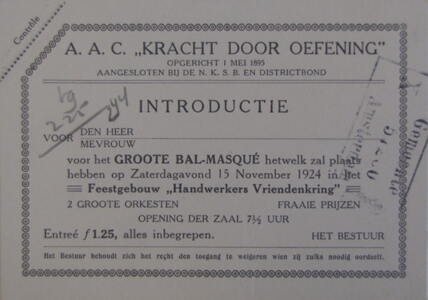 Contrôle
A. A. C. „KRACHT DOOR OEFENING”
OPGERICHT 1 MEI 1895
AANGESLOTEN BIJ DE N. K. S. B. EN DISTRICTBOND
INTRODUCTIE
VOOR DEN HEER
MEVROUW
voor het GROOTE BAL-MASQUÉ hetwelk zal plaats
hebben op Zaterdagavond 15 November 1924 in het
Feestgebouw „Handwerkers Vriendenkring”
2 GROOTE ORKESTEN FRAAIE PRIJZEN
OPENING DER ZAAL 7½ UUR
Entreé ƒ 1.25, alles inbegrepen. HET BESTUUR
Het Bestuur behoudt zich het recht den toegang te weigeren wien zij zulks noodig oordeelt.
Gemeente
Amsterdam